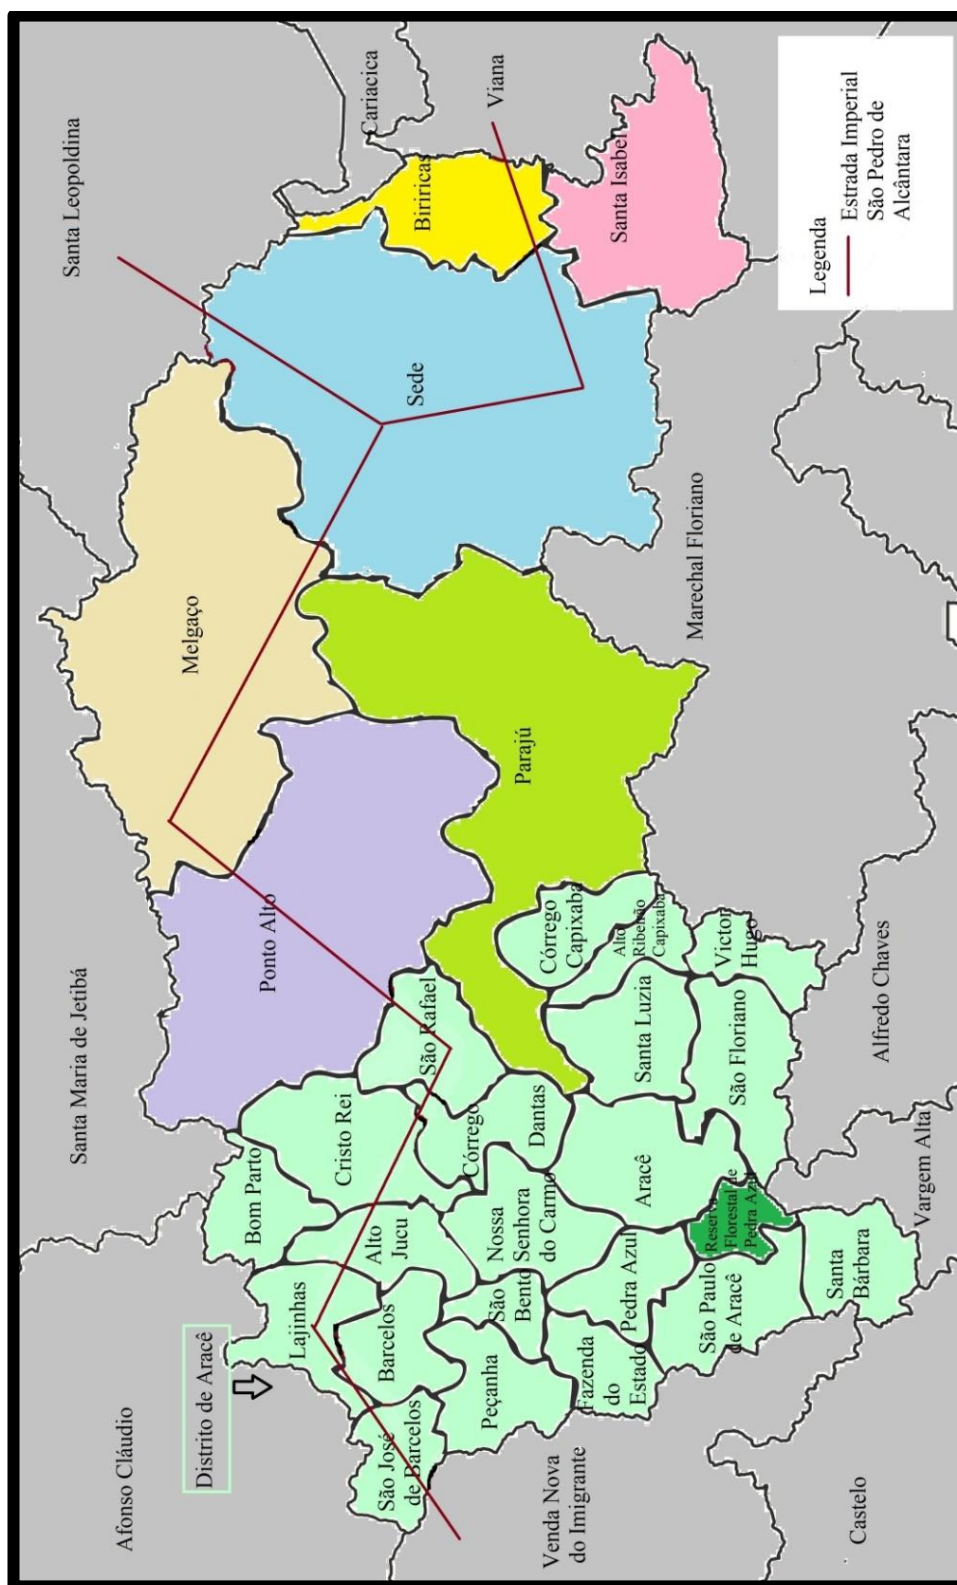 Santa Leopoldina
Cariacica
Viana
Biriricas
Santa Isabel
Sede
Melgaço
Marechal Floriano
Parajú
Ponto Alto
Santa Maria de Jetibá
Córrego
Capixaba
Alto
Ribeirão
Capixaba
Victor
Hugo
São Rafael
Santa Luzia
São Floriano
Alfredo Chaves
Bom Parto
Cristo Rei
Córrego
Dantas
Aracê
Reserva
Florestal de
Pedra Azul
Vargem Alta
Alto
Jucu
Nossa
Senhora
do Carmo
Lajinhas
Barcelos
São
Bento
Pedra Azul
São Paulo
de Aracê
Santa
Bárbara
Distrito de Aracê
São José
de Barcelos
Peçanha
Fazenda
do
Estado
Afonso Cláudio
Venda Nova
do Imigrante
Castelo
Legenda
Estrada Imperial
São Pedro de
Alcântara